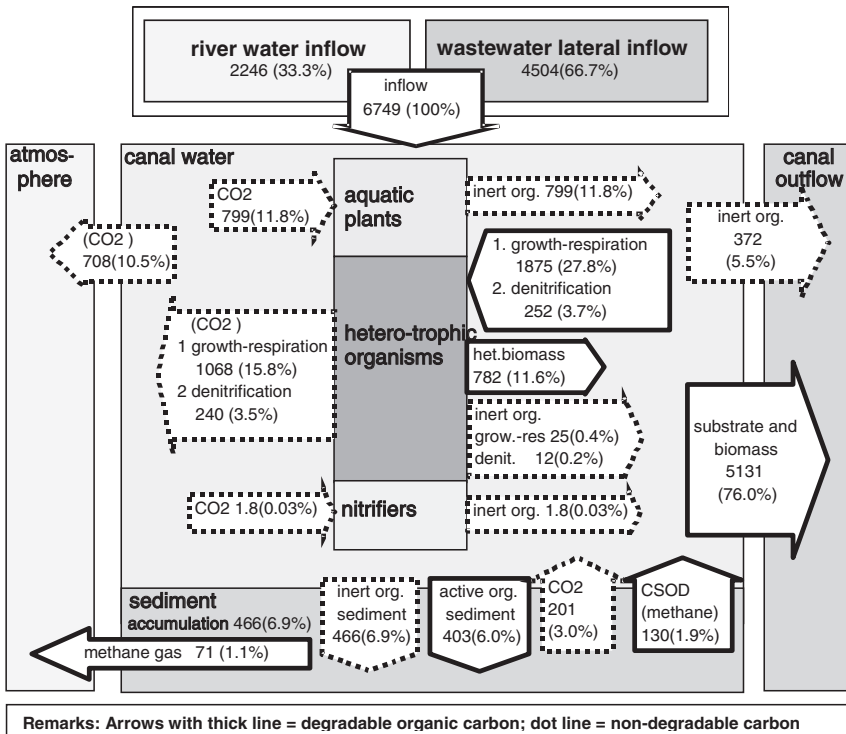 river water inflow
2246 (33.3%)
wastewater lateral inflow
4504(66.7%)
inflow
6749 (100%)
atmos-
phere
canal water
canal
outflow
CO2
799(11.8%)
aquatic
plants
inert org. 799(11.8%)
(CO2 )
708(10.5%)
inert org.
372
(5.5%)
1. growth-respiration
1875 (27.8%)
2. denitrification
252 (3.7%)
(CO2 )
1 growth-respiration
1068 (15.8%)
2 denitrification
240 (3.5%)
hetero-trophic
organisms
het.biomass
782 (11.6%)
inert org.
grow.-res 25(0.4%)
denit. 12(0.2%)
substrate and
biomass
5131
(76.0%)
CO2 1.8(0.03%)
nitrifiers
inert org. 1.8(0.03%)
sediment
accumulation 466(6.9%)
inert org.
sediment
466(6.9%)
active org.
sediment
403(6.0%)
CO2
201
(3.0%)
CSOD
(methane)
130(1.9%)
methane gas 71 (1.1%)
Remarks: Arrows with thick line = degradable organic carbon; dot line = non-degradable carbon